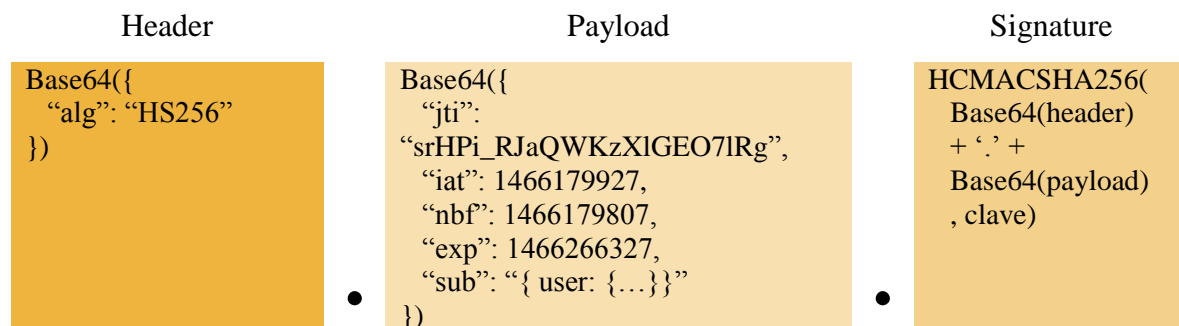 Header
Base64({
“alg”: “HS256”
})
Payload
Base64({
“jti”:
“srHPi_RJaQWKzXlGEO7lRg”,
“iat”: 1466179927,
“nbf”: 1466179807,
“exp”: 1466266327,
“sub”: “{ user: {…}}”
})
Signature
HCMACSHA256(
Base64(header)
+ ‘.’ +
Base64(payload)
, clave)